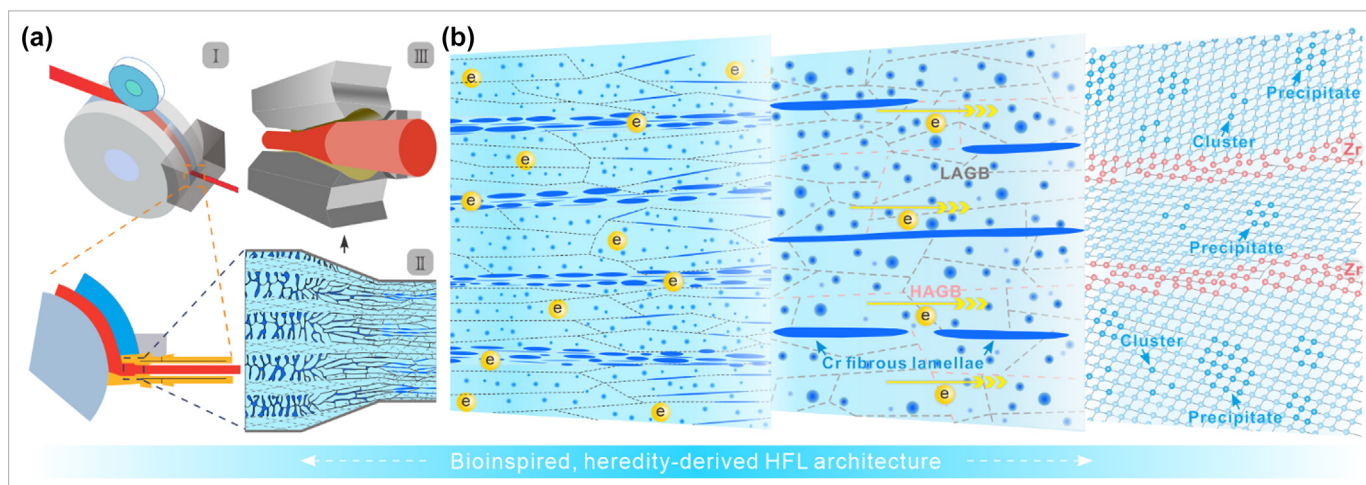 (a)
I
III
II
(b)
e
e
e
e
e
e
e
e
e
e
e
LAGB
e
e
HAGB
e
Cr fibrous lamellae
e
Precipitate
Cluster
Zr
Precipitate
Zr
Cluster
Precipitate
Bioinspired, heredity-derived HFL architecture